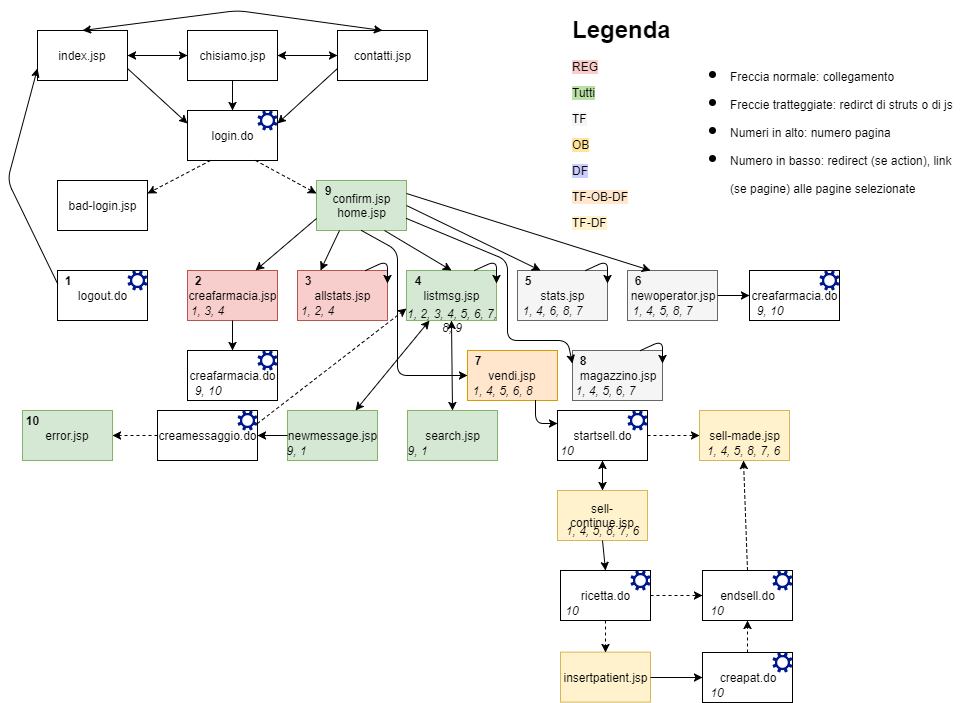 Legenda
index.jsp
chisiamo.jsp
contatti.jsp
REG
Tutti
TF
OB
DF
TF-OB-DF
TF-DF
Freccia normale: collegamento
Freccie tratteggiate: redirct di struts o di js
Numeri in alto: numero pagina
Numero in basso: redirect (se action), link
(se pagine) alle pagine selezionate
login.do
bad-login.jsp
9
confirm.jsp
home.jsp
1
logout.do
2
creafarmacia.jsp
1, 3, 4
3
allstats.jsp
1, 2, 4
4
listmsg.jsp
1, 2, 3, 4, 5, 6, 7,
8, 9
5
stats.jsp
1, 4, 6, 8, 7
6
newoperator.jsp
1, 4, 5, 8, 7
creafarmacia.do
9, 10
creafarmacia.do
9, 10
7
vendi.jsp
1, 4, 5, 6, 8
8
magazzino.jsp
1, 4, 5, 6, 7
10
error.jsp
creamessaggio.do
newmessage.jsp
9, 1
search.jsp
9, 1
startsell.do
10
sell-made.jsp
1, 4, 5, 8, 7, 6
sell-
continue.jsp
1, 4, 5, 8, 7, 6
ricetta.do
10
endsell.do
10
insertpatient.jsp
creapat.do
10